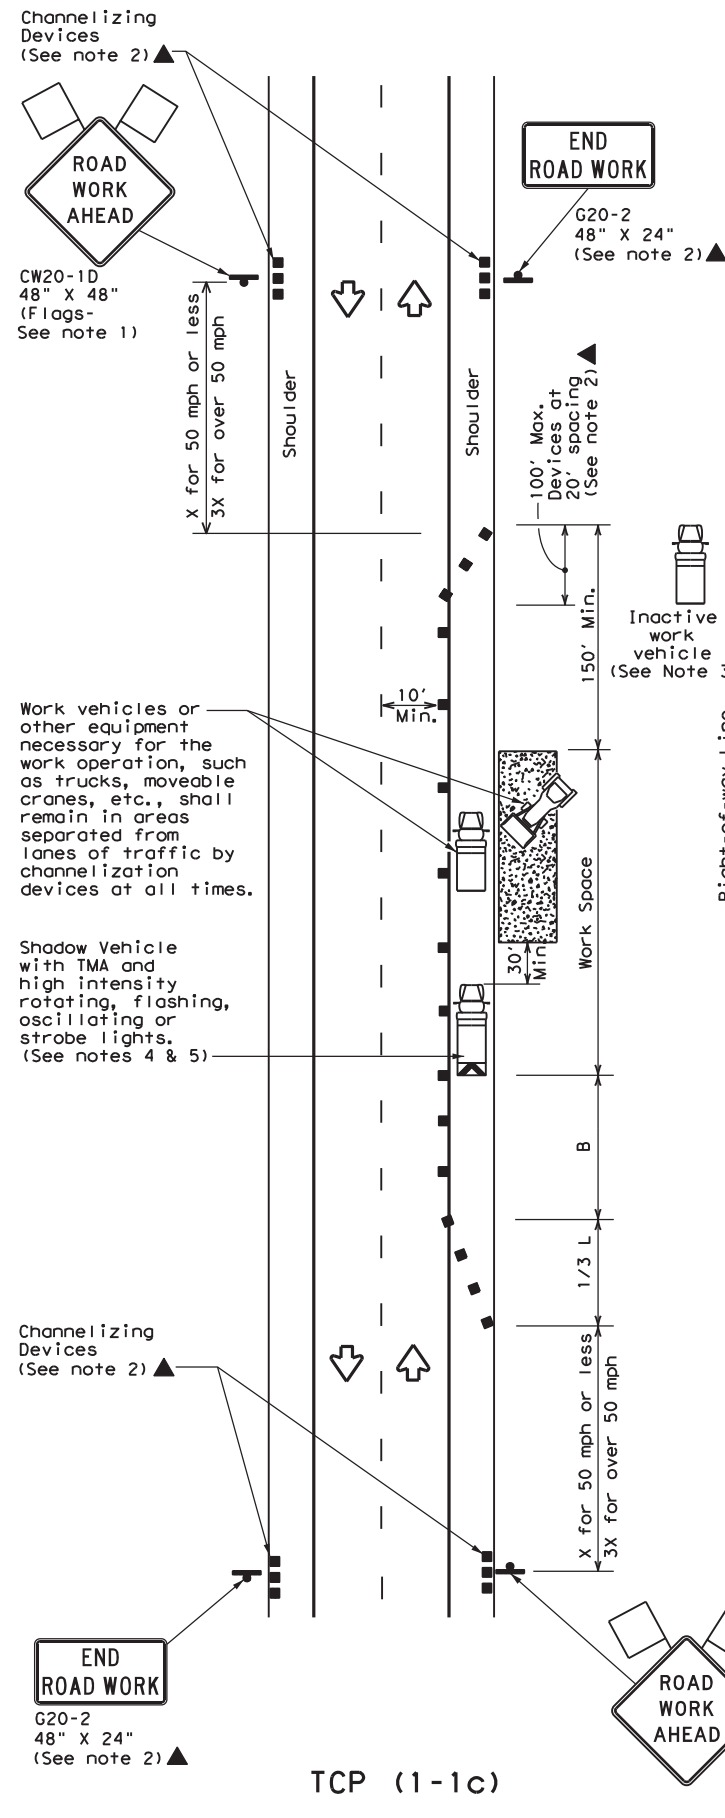 Channelizing
Devices
(See note 2)
ROAD
WORK
AHEAD
CW20-1D
48" X 48"
(Flags-
See note 1)
END
ROAD WORK
G20-2
48" X 24"
(See note 2)
X for 50 mph or less
3X for over 50 mph
Shoulder
Shoulder
100' Max.
Devices at
20' spacing
(See note 2)
150' Min.
Inactive
work
vehicle
(See Note
10'
Min.
Work vehicles or
other equipment
necessary for the
work operation, such
as trucks, moveable
cranes, etc., shall
remain in areas
separated from
lanes of traffic by
channelization
devices at all times.
Right-of-way Line
Work Space
30'
Min.
Shadow Vehicle
with TMA and
high intensity
rotating, flashing,
oscillating or
strobe lights.
(See notes 4 & 5)
B
1/3 L
Channelizing
Devices
(See note 2)
X for 50 mph or less
3X for over 50 mph
END
ROAD WORK
G20-2
48" X 24"
(See note 2)
ROAD
WORK
AHEAD
TCP (1-1c)